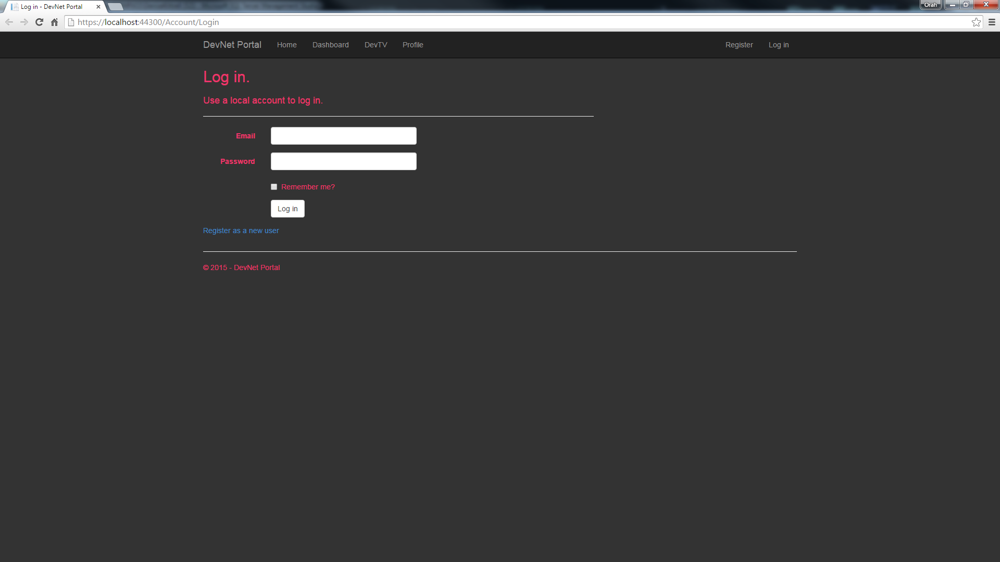 Log in - DevNet Portal
Orah
https://localhost:44300/Account/Login
DevNet Portal Home Dashboard DevTV Profile Register Log in
Log in.
Use a local account to log in.
Email
Password
Remember me?
Log in
Register as a new user
© 2015 - DevNet Portal